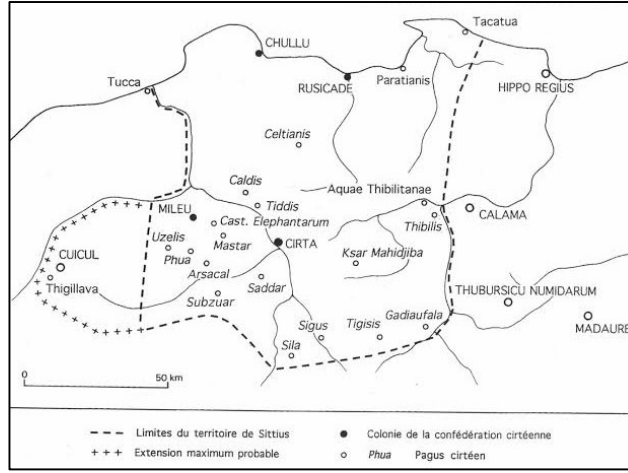 Tacatua
CHULLU
Tucca
RUSICADE
Paratianis
HIPPO REGIUS
Celtianis
Caldis
Tiddis
Aquae Thibilitanae
MILEU
Cast. Elephantarum
Thibilis
CALAMA
Uzelis
Mastar
CIRTA
CUICUL
Phua
Ksar Mahidjiba
Thigillava
Arsacal
Saddar
THUBURSICU NUMIDARUM
Subzuar
Gadiaufala
MADAURE
Sigus
Tigisis
Sila
0
50 km
Limites du territoire de Sittius
Colonie de la confédération cirtéenne
Extension maximum probable
Phua Pagus cirtéen